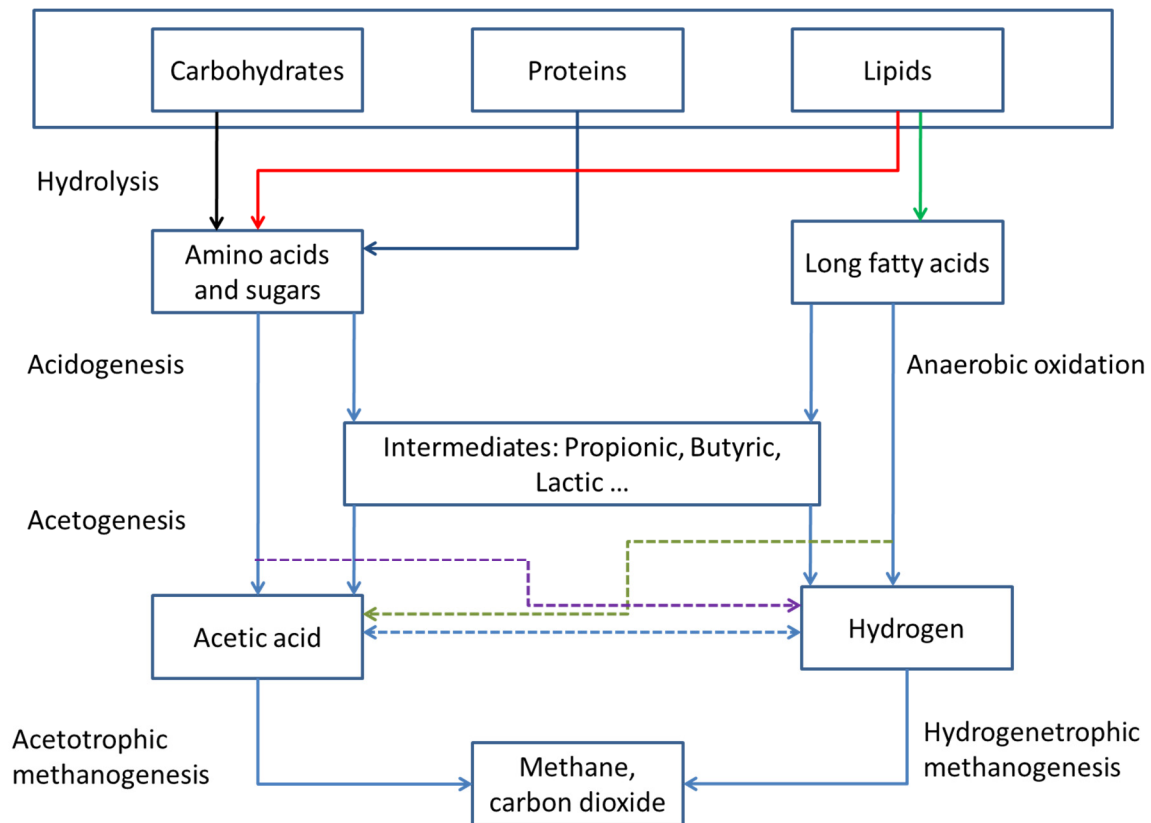 Carbohydrates
Proteins
Lipids
Hydrolysis
Amino acids
and sugars
Long fatty acids
Acidogenesis
Anaerobic oxidation
Intermediates: Propionic, Butyric,
Lactic ...
Acetogenesis
Acetic acid
Hydrogen
Acetotrophic
methanogenesis
Hydrogenetrophic
methanogenesis
Methane,
carbon dioxide